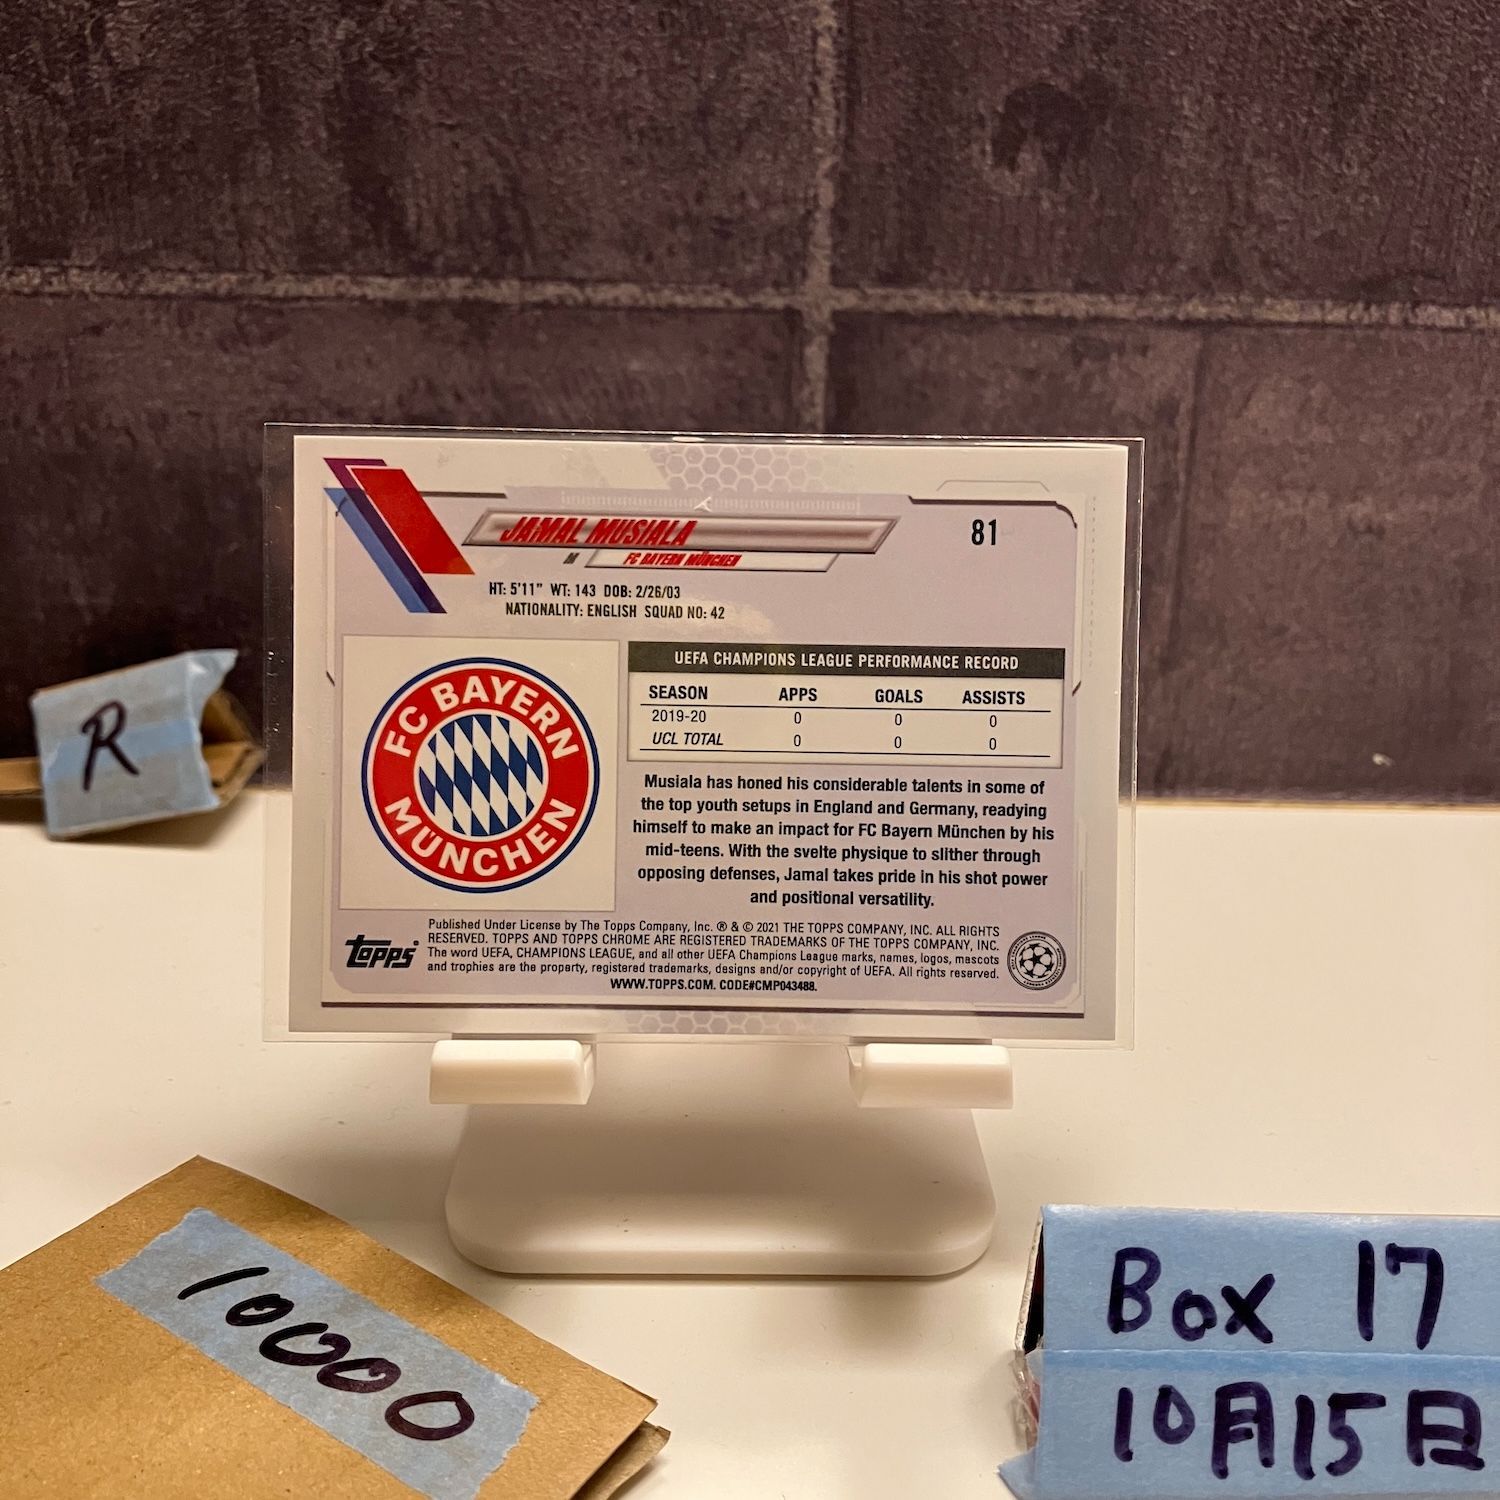 JAMAL MUSIALA
81
M FC BAYERN MÜNCHEN
HT: 5'11" WT: 143 DOB: 2/26/03
NATIONALITY: ENGLISH SQUAD NO: 42
FC BAYERN
MÜNCHEN
UEFA CHAMPIONS LEAGUE PERFORMANCE RECORD
SEASON APPS GOALS ASSISTS
2019-20 0 0 0
UCL TOTAL 0 0 0
Musiala has honed his considerable talents in some of
the top youth setups in England and Germany, readying
himself to make an impact for FC Bayern München by his
mid-teens. With the svelte physique to slither through
opposing defenses, Jamal takes pride in his shot power
and positional versatility.
topps
Published Under License by The Topps Company, Inc. ® & © 2021 THE TOPPS COMPANY, INC. ALL RIGHTS
RESERVED. TOPPS AND TOPPS CHROME ARE REGISTERED TRADEMARKS OF THE TOPPS COMPANY, INC.
The word UEFA, CHAMPIONS LEAGUE, and all other UEFA Champions League marks, names, logos, mascots
and trophies are the property, registered trademarks, designs and/or copyright of UEFA. All rights reserved.
WWW.TOPPS.COM. CODE#CMP043488.
R
10000
Box 17
10月15日